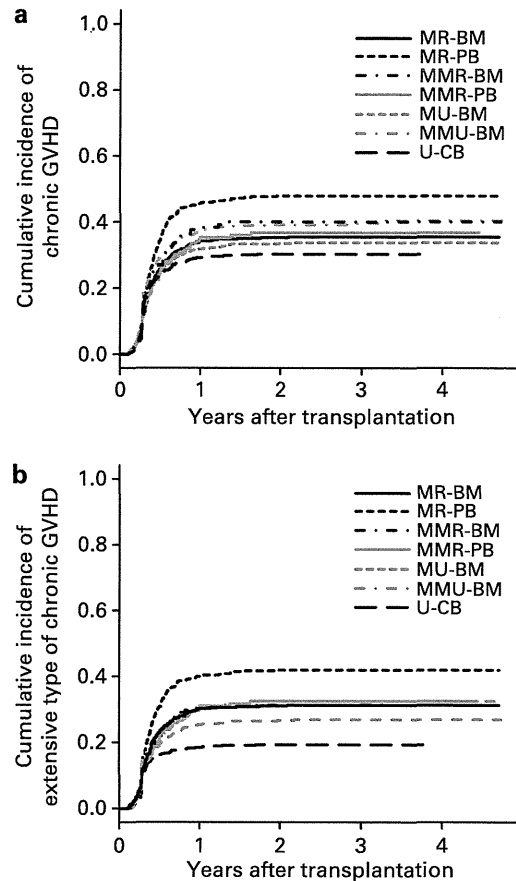 a
1.0
0.8
0.6
0.4
0.2
0.0
Cumulative incidence of
chronic GVHD
MR-BM
MR-PB
MMR-BM
MMR-PB
MU-BM
MMU-BM
U-CB
0 1 2 3 4
Years after transplantation
b
1.0
0.8
0.6
0.4
0.2
0.0
Cumulative incidence of
extensive type of chronic GVHD
MR-BM
MR-PB
MMR-BM
MMR-PB
MU-BM
MMU-BM
U-CB
0 1 2 3 4
Years after transplantation